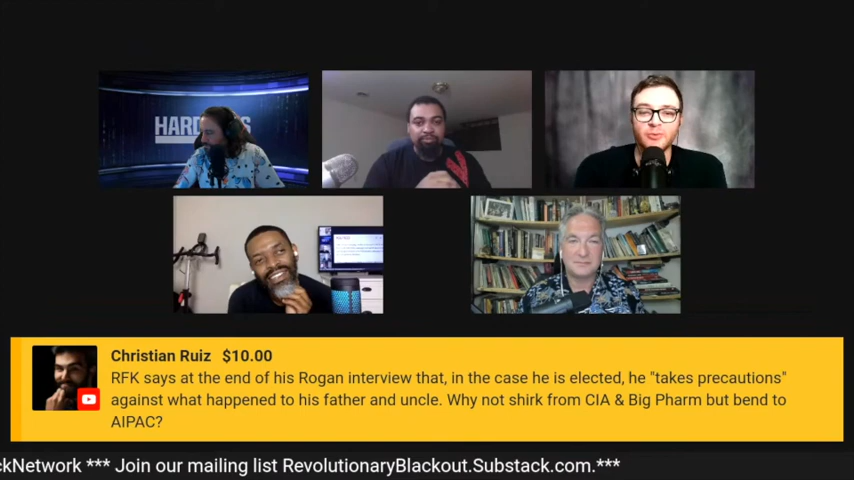 HARD
Christian Ruiz $10.00
RFK says at the end of his Rogan interview that, in the case he is elected, he "takes precautions"
against what happened to his father and uncle. Why not shirk from CIA & Big Pharm but bend to
AIPAC?
ckNetwork *** Join our mailing list RevolutionaryBlackout.Substack.com.***